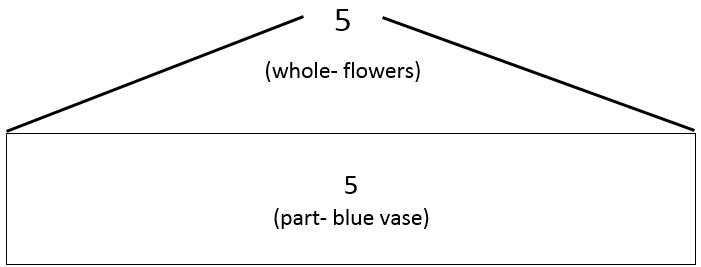 5
(whole- flowers)
5
(part- blue vase)